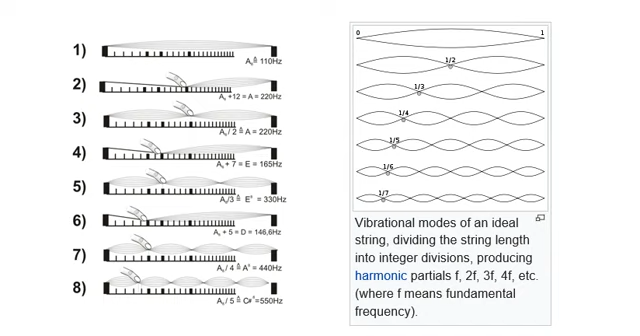 1)
A₀≙ 110Hz
2)
A₀ +12 = A = 220Hz
3)
A₀/ 2 ≙ A = 220Hz
4)
A₀ + 7 = E = 165Hz
5)
A₀/3 ≙ E° = 330Hz
6)
A₀ + 5 = D = 146,6Hz
7)
A₀/ 4 ≙ A° = 440Hz
8)
A₀/ 5 ≙ C#°=550Hz
0 1
1/2
1/3
1/4
1/5
1/6
1/7
Vibrational modes of an ideal
string, dividing the string length
into integer divisions, producing
harmonic partials f, 2f, 3f, 4f, etc.
(where f means fundamental
frequency).